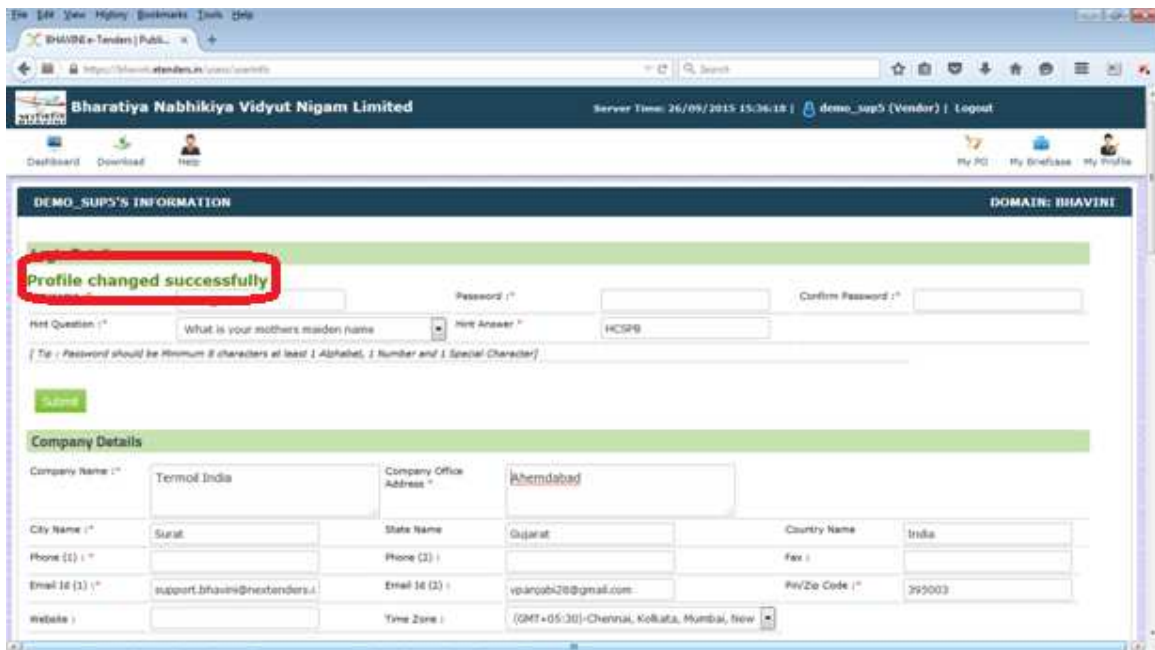 File Edit View History Bookmarks Tools Help
BHAVINI e-Tenders | Publi... × +
Search
Bharatiya Nabhikiya Vidyut Nigam Limited Server Time: 26/09/2015 15:36:18 | demo_sup5 (Vendor) | Logout
BHAVINI
Dashboard Download Help My PO My Briefcase My Profile
DEMO_SUP5'S INFORMATION DOMAIN: BHAVINI
Profile changed successfully
Password :* Confirm Password :*
Hint Question :* What is your mothers maiden name Hint Answer * HCSPB
[ Tip : Password should be Minimum 8 characters at least 1 Alphabet, 1 Number and 1 Special Character]
Submit
Company Details
Company Name :* Termoil India Company Office Address * Ahemdabad
City Name :* Surat State Name Gujarat Country Name India
Phone (1) : * Phone (2) : Fax :
Email Id (1) :* support.bhavini@nextenders.c Email Id (2) : vpanjabi28@gmail.com Pin/Zip Code :* 395003
Website : Time Zone : (GMT+05:30)-Chennai, Kolkata, Mumbai, New